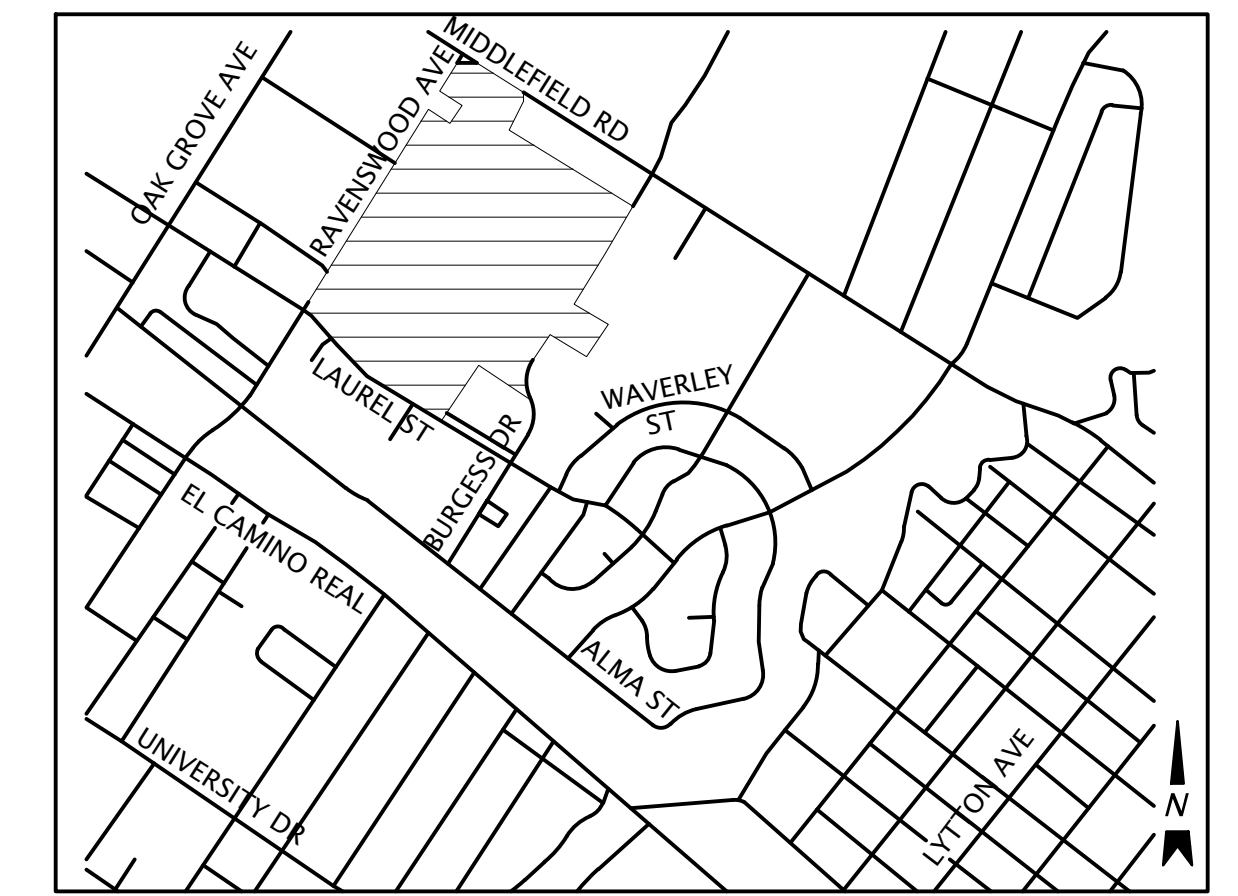 MIDDLEFIELD RD
OAK GROVE AVE
RAVENSWOOD AVE
LAUREL ST
WAVERLEY
ST
BURGESS DR
EL CAMINO REAL
ALMA ST
UNIVERSITY DR
LYTTON AVE
N